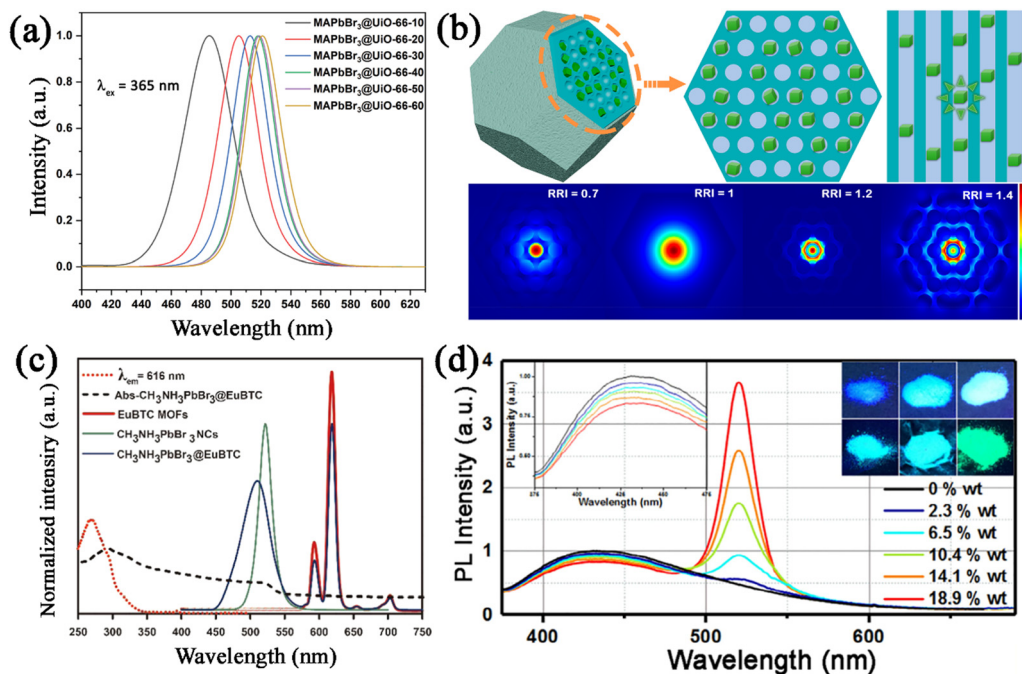 (a)
MAPbBr3@UiO-66-10
MAPbBr3@UiO-66-20
MAPbBr3@UiO-66-30
MAPbBr3@UiO-66-40
MAPbBr3@UiO-66-50
MAPbBr3@UiO-66-60
λex = 365 nm
Intensity (a.u.)
1.0
0.8
0.6
0.4
0.2
0.0
400 420 440 460 480 500 520 540 560 580 600 620
Wavelength (nm)
(b)
RRI = 0.7
RRI = 1
RRI = 1.2
RRI = 1.4
(c)
λem = 616 nm
Abs-CH3NH3PbBr3@EuBTC
EuBTC MOFs
CH3NH3PbBr3 NCs
CH3NH3PbBr3@EuBTC
Normalized intensity (a.u.)
250 300 350 400 450 500 550 600 650 700 750
Wavelength (nm)
(d)
PL Intensity (a.u.)
4
3
2
1
0
PL Intensity (a.u.)
1.00
Wavelength (nm)
0 % wt
2.3 % wt
6.5 % wt
10.4 % wt
14.1 % wt
18.9 % wt
400 500 600
Wavelength (nm)